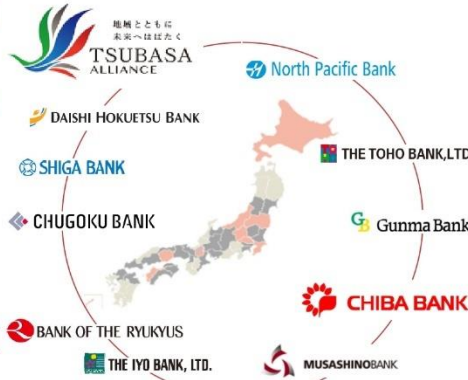 地域とともに
未来へはばたく
TSUBASA
ALLIANCE
North Pacific Bank
DAISHI HOKUETSU BANK
THE TOHO BANK,LTD
SHIGA BANK
CHUGOKU BANK
GB Gunma Bank
CHIBA BANK
BANK OF THE RYUKYUS
THE IYO BANK, LTD.
MUSASHINOBANK